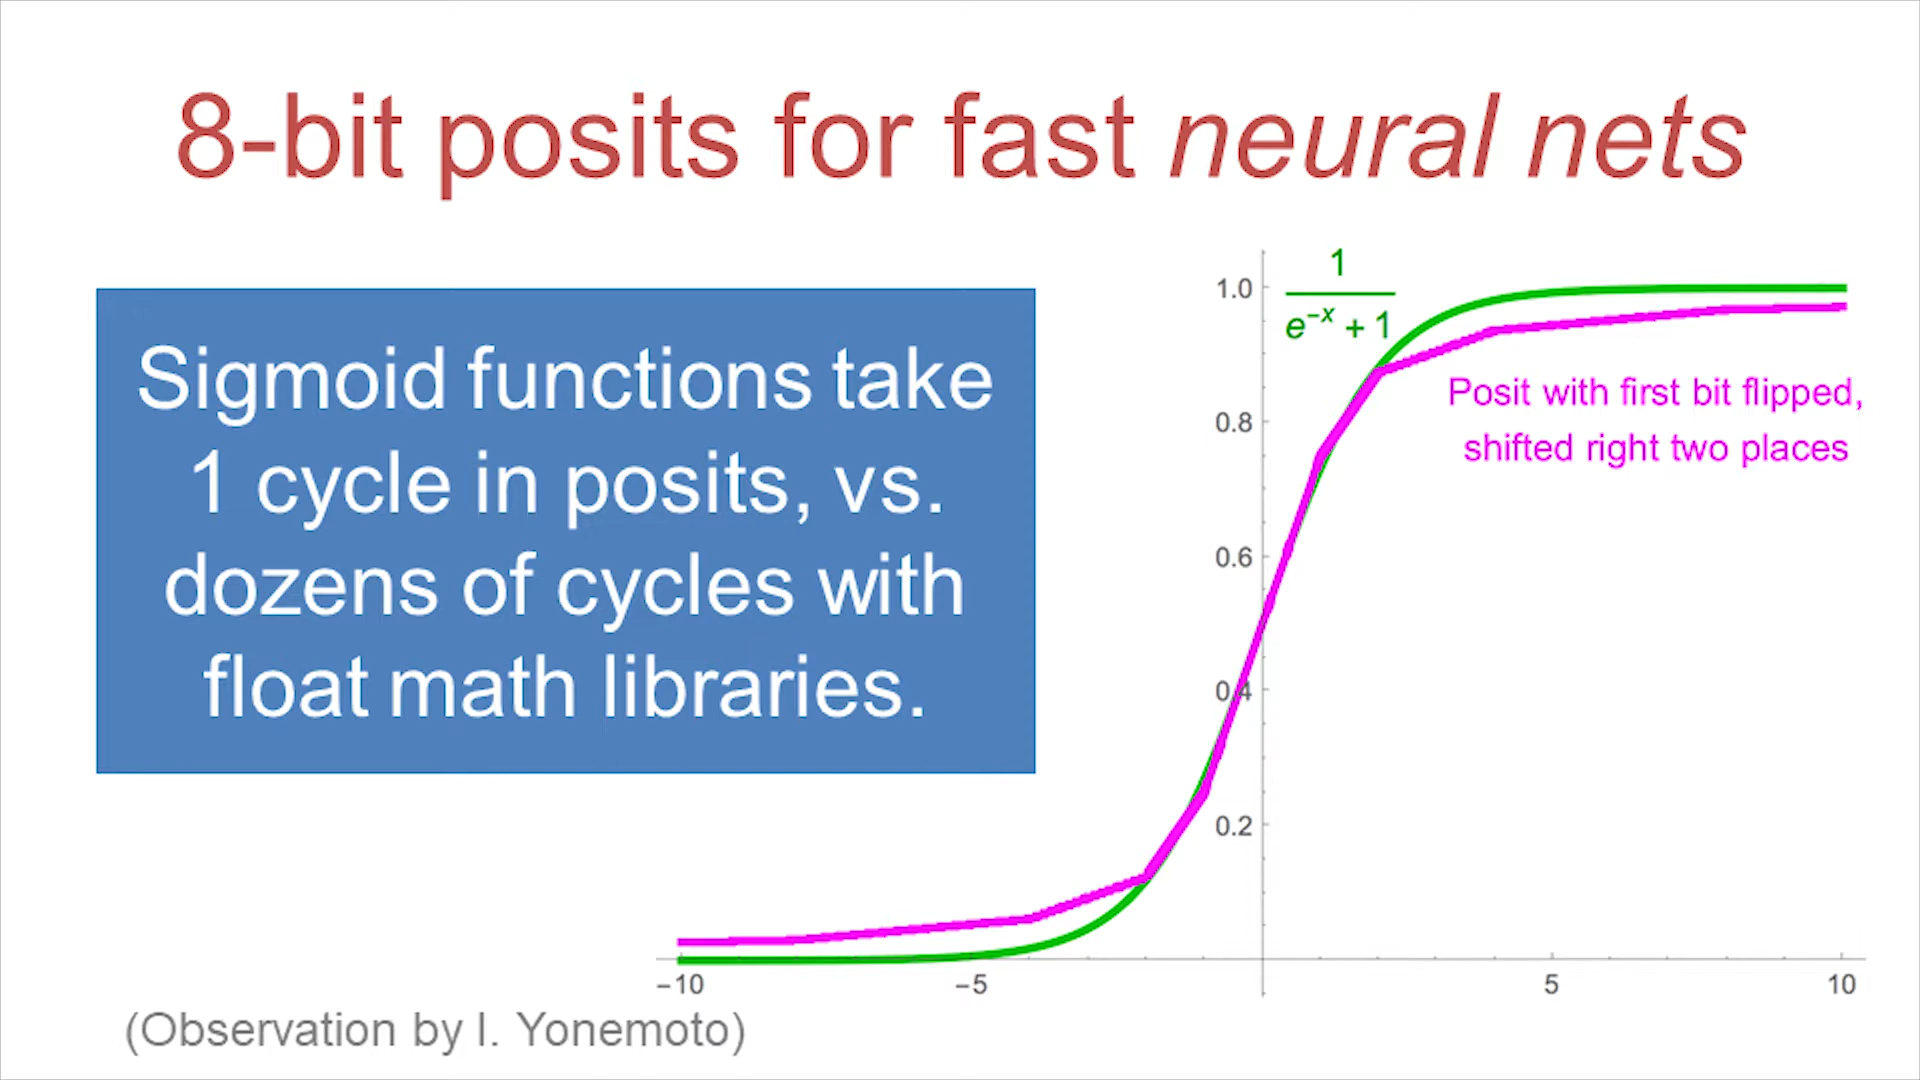 8-bit posits for fast neural nets
Sigmoid functions take
1 cycle in posits, vs.
dozens of cycles with
float math libraries.
1
e^−x + 1
Posit with first bit flipped,
shifted right two places
1.0
0.8
0.6
0.4
0.2
−10
−5
5
10
(Observation by I. Yonemoto)